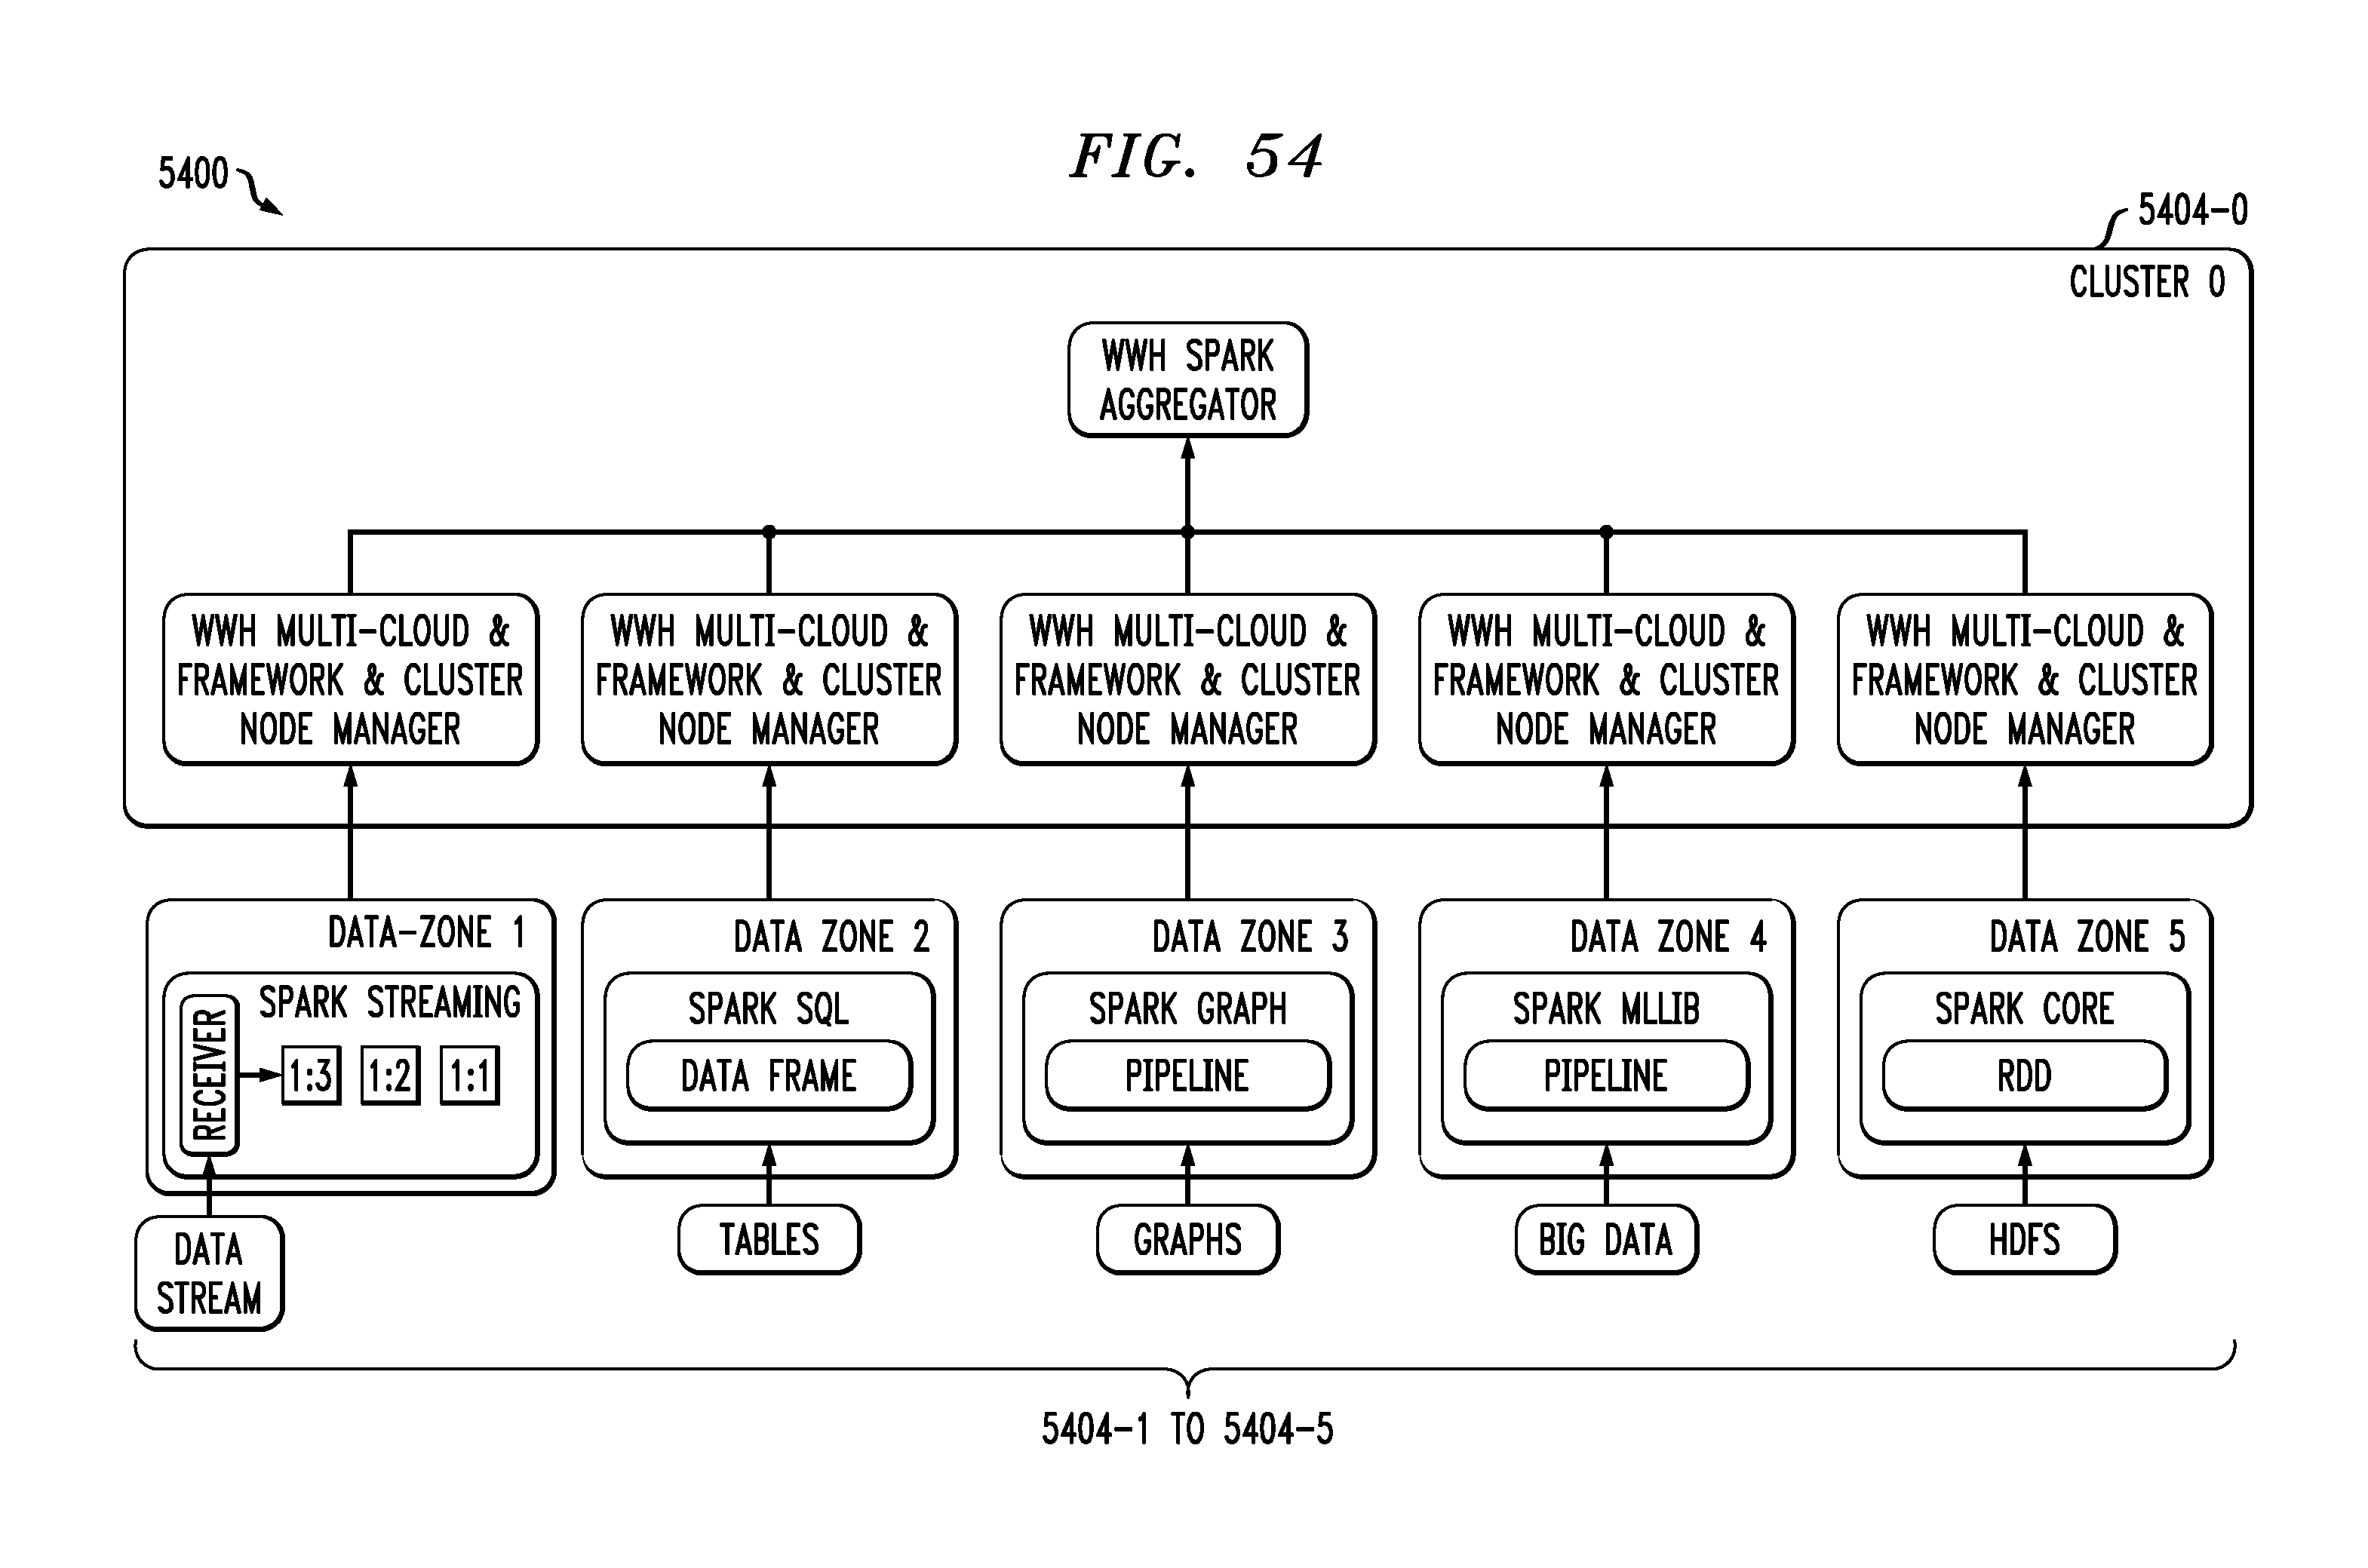 FIG. 54
5400
5404-0
CLUSTER 0
WWH SPARK
AGGREGATOR
WWH MULTI-CLOUD &
FRAMEWORK & CLUSTER
NODE MANAGER
WWH MULTI-CLOUD &
FRAMEWORK & CLUSTER
NODE MANAGER
WWH MULTI-CLOUD &
FRAMEWORK & CLUSTER
NODE MANAGER
WWH MULTI-CLOUD &
FRAMEWORK & CLUSTER
NODE MANAGER
WWH MULTI-CLOUD &
FRAMEWORK & CLUSTER
NODE MANAGER
DATA-ZONE 1
SPARK STREAMING
RECEIVER
1:3
1:2
1:1
DATA
STREAM
DATA ZONE 2
SPARK SQL
DATA FRAME
TABLES
DATA ZONE 3
SPARK GRAPH
PIPELINE
GRAPHS
DATA ZONE 4
SPARK MLLIB
PIPELINE
BIG DATA
DATA ZONE 5
SPARK CORE
RDD
HDFS
5404-1 TO 5404-5